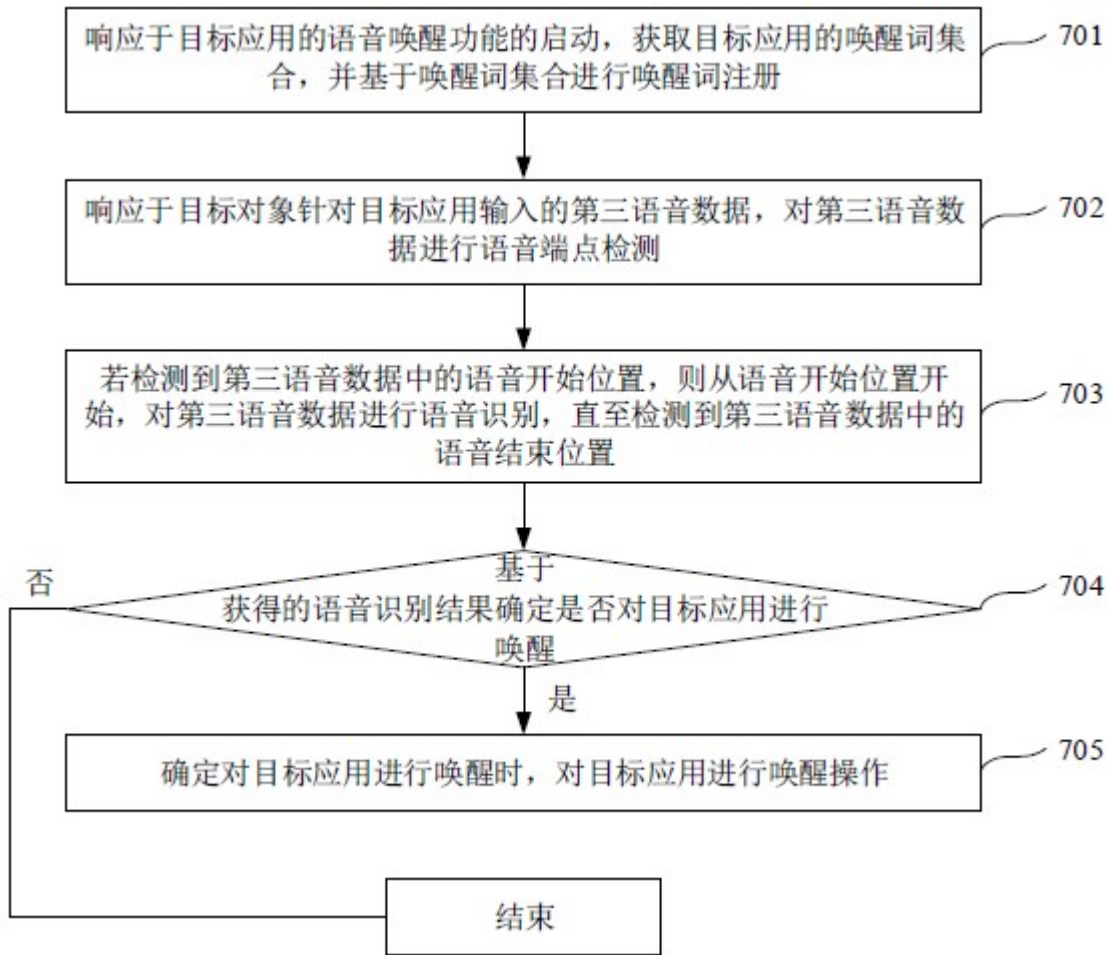 响应于目标应用的语音唤醒功能的启动，获取目标应用的唤醒词集
合，并基于唤醒词集合进行唤醒词注册
701
响应于目标对象针对目标应用输入的第三语音数据，对第三语音数
据进行语音端点检测
702
若检测到第三语音数据中的语音开始位置，则从语音开始位置开
始，对第三语音数据进行语音识别，直至检测到第三语音数据中的
语音结束位置
703
否
基于
获得的语音识别结果确定是否对目标应用进行
唤醒
704
是
确定对目标应用进行唤醒时，对目标应用进行唤醒操作
705
结束